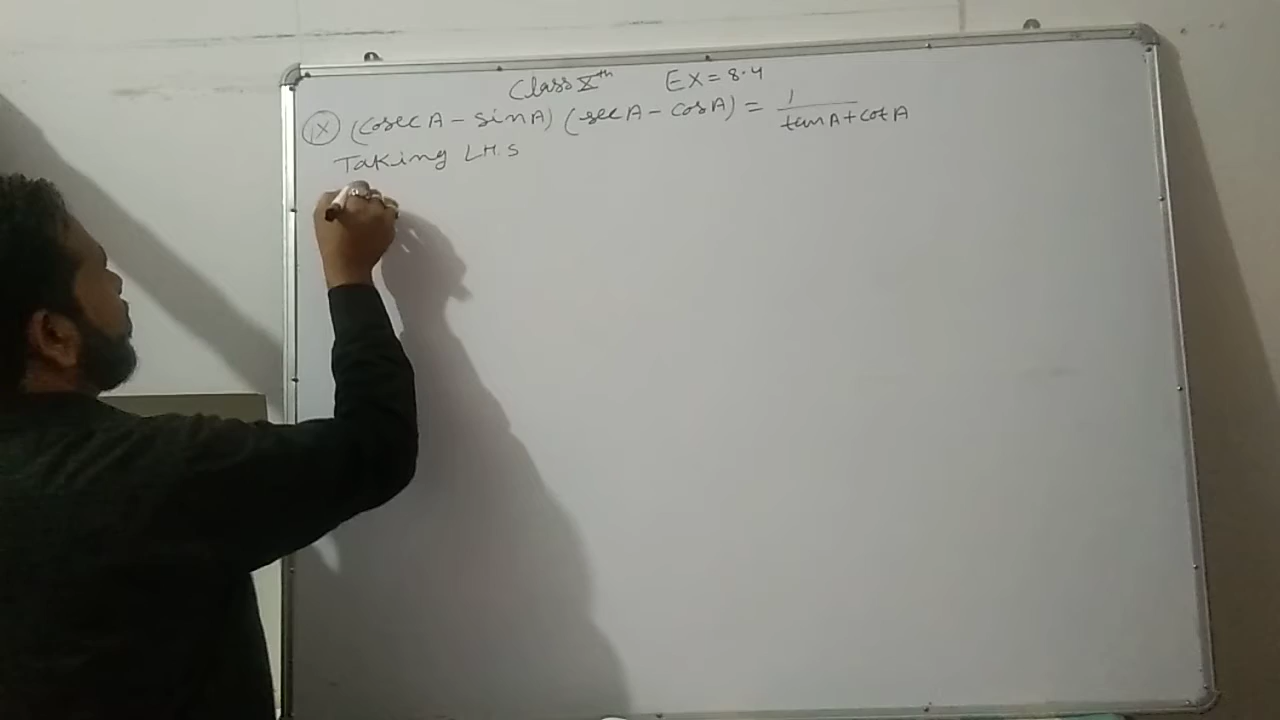 Class Xth Ex = 8.4
(ix) (cosec A - sin A) (sec A - cos A) = 1/(tan A + cot A)
Taking L.H.S